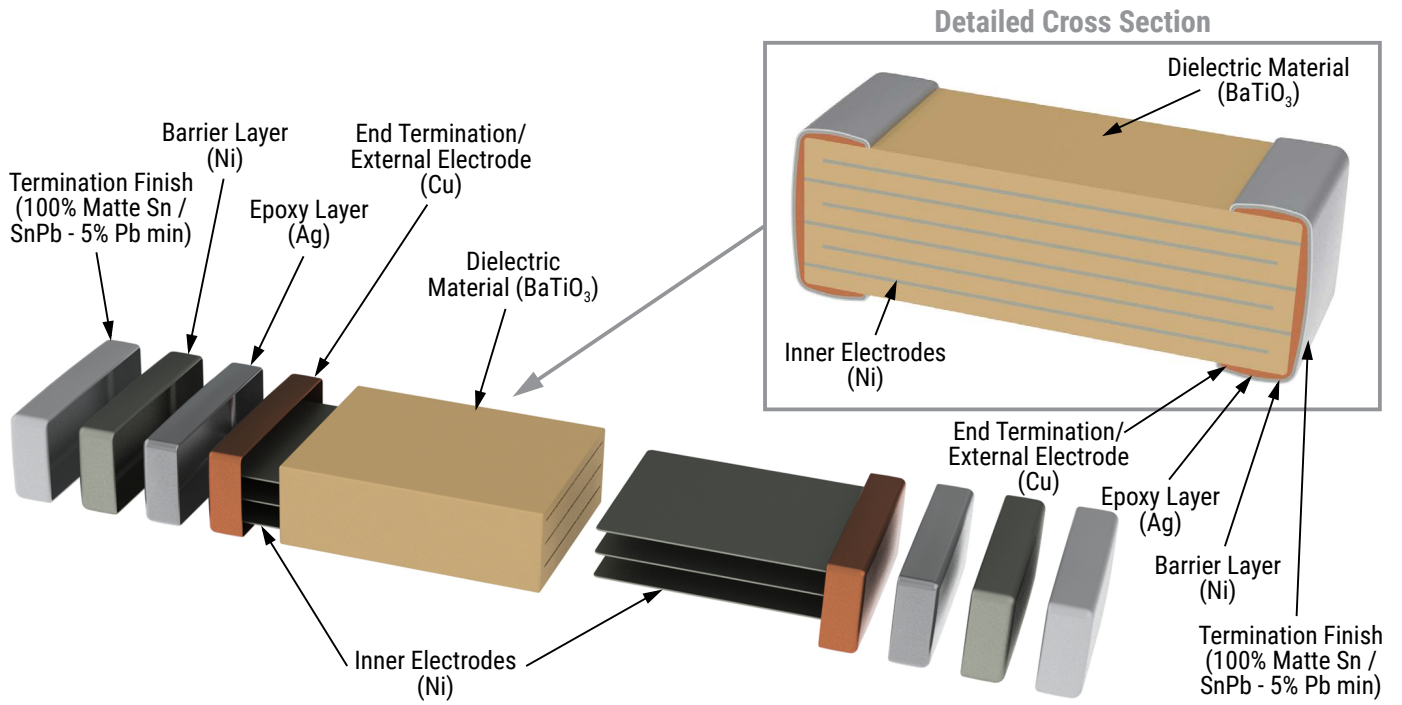 Detailed Cross Section
Dielectric Material
(BaTiO₃)
Barrier Layer
(Ni)
End Termination/
External Electrode
(Cu)
Termination Finish
(100% Matte Sn /
SnPb - 5% Pb min)
Epoxy Layer
(Ag)
Dielectric
Material (BaTiO₃)
Inner Electrodes
(Ni)
End Termination/
External Electrode
(Cu)
Epoxy Layer
(Ag)
Barrier Layer
(Ni)
Termination Finish
(100% Matte Sn /
SnPb - 5% Pb min)
Inner Electrodes
(Ni)